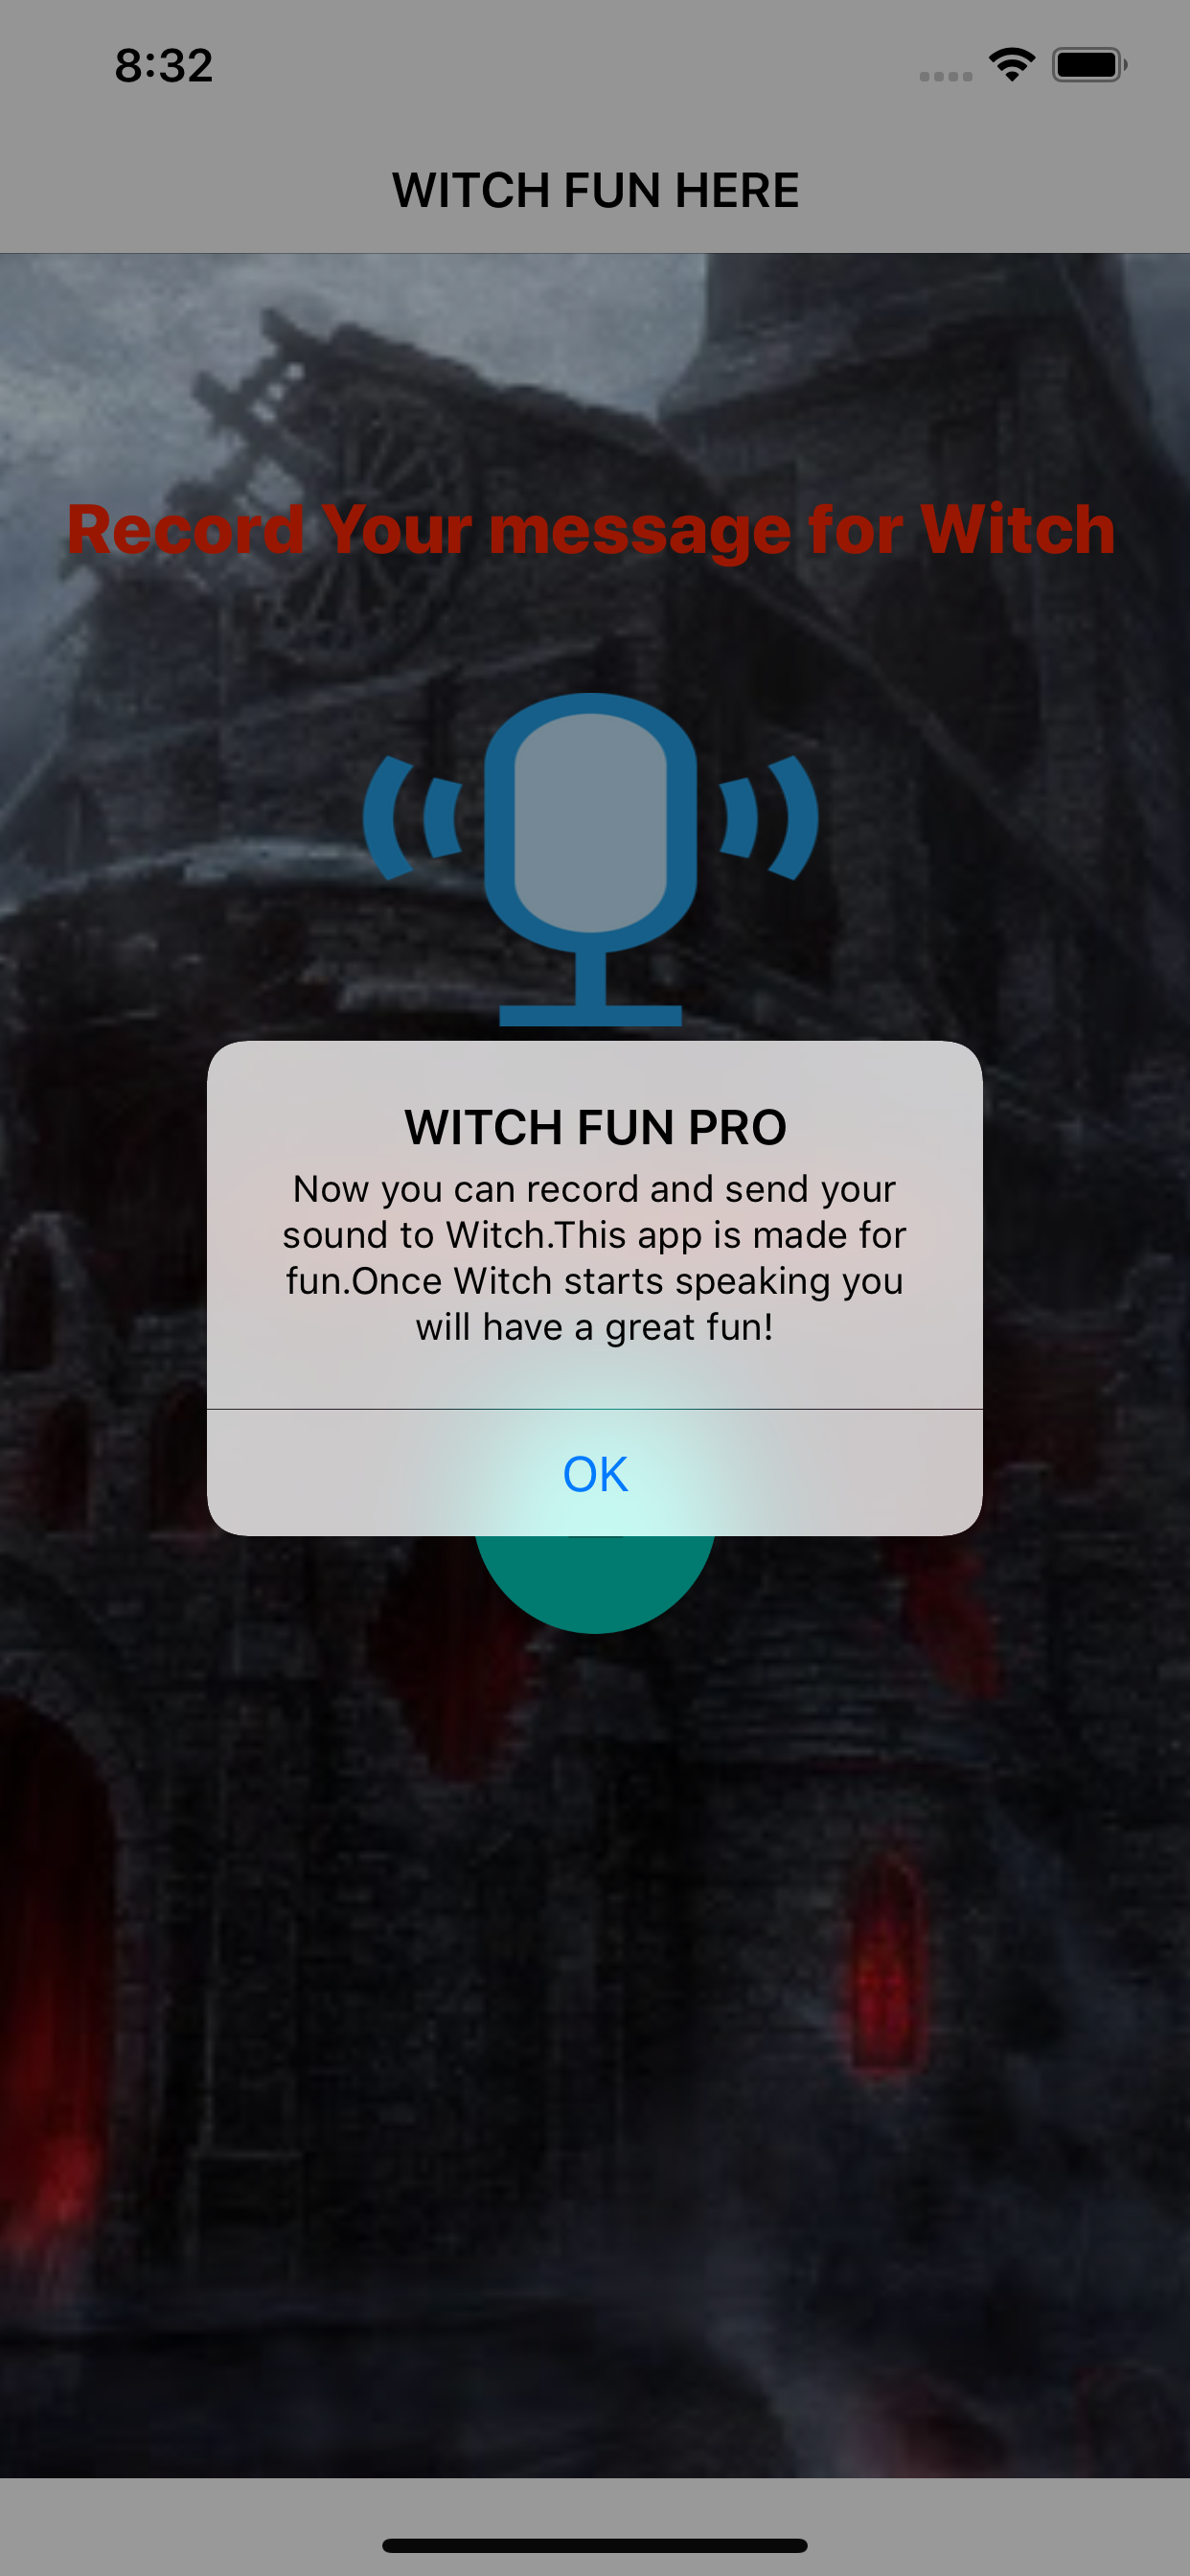 8:32
WITCH FUN HERE
Record Your message for Witch
WITCH FUN PRO
Now you can record and send your
sound to Witch.This app is made for
fun.Once Witch starts speaking you
will have a great fun!
OK